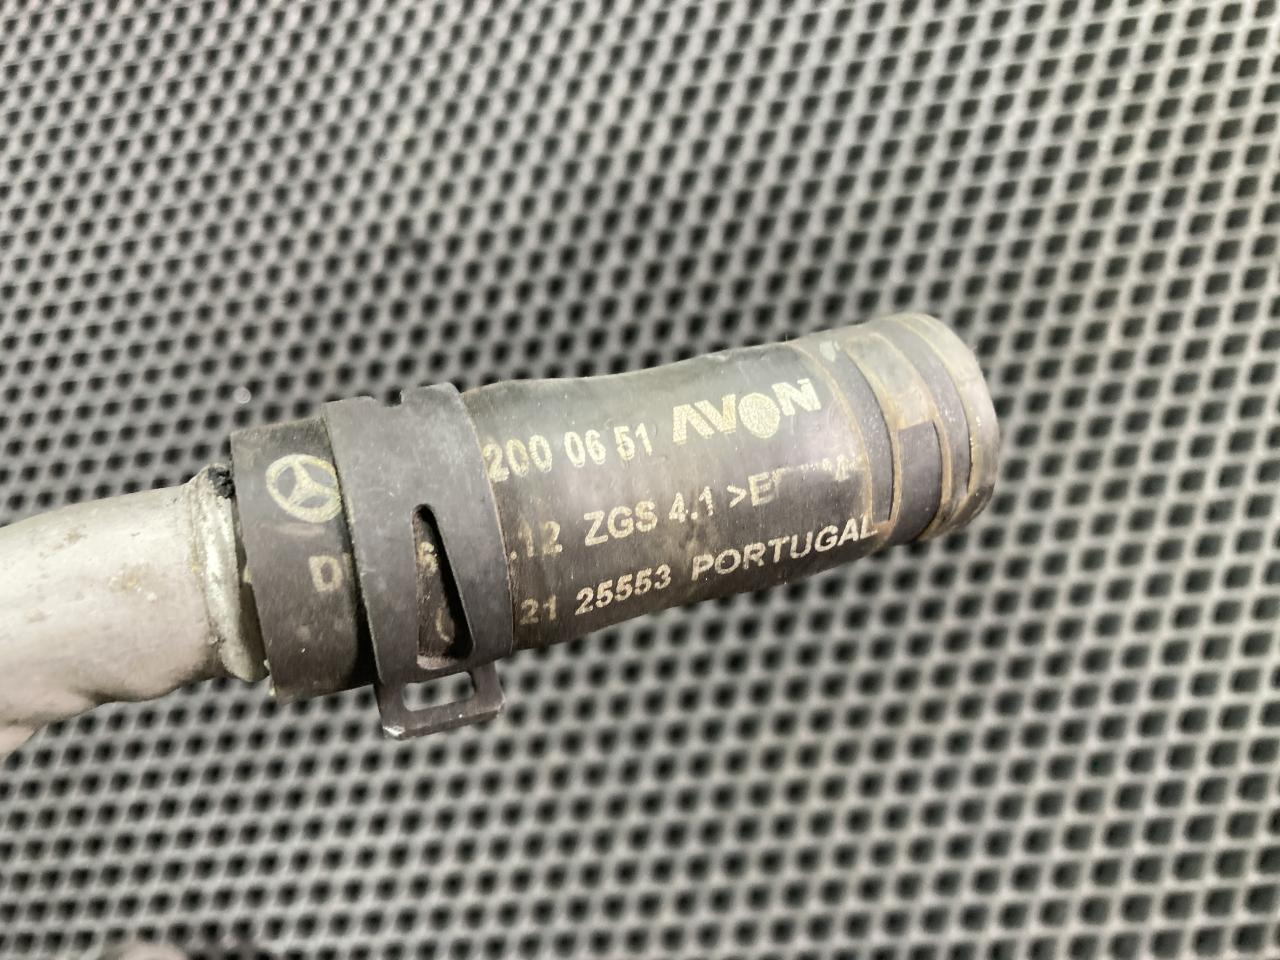 200 06 51 AVON
.12 ZGS 4.1
21 25553 PORTUGAL